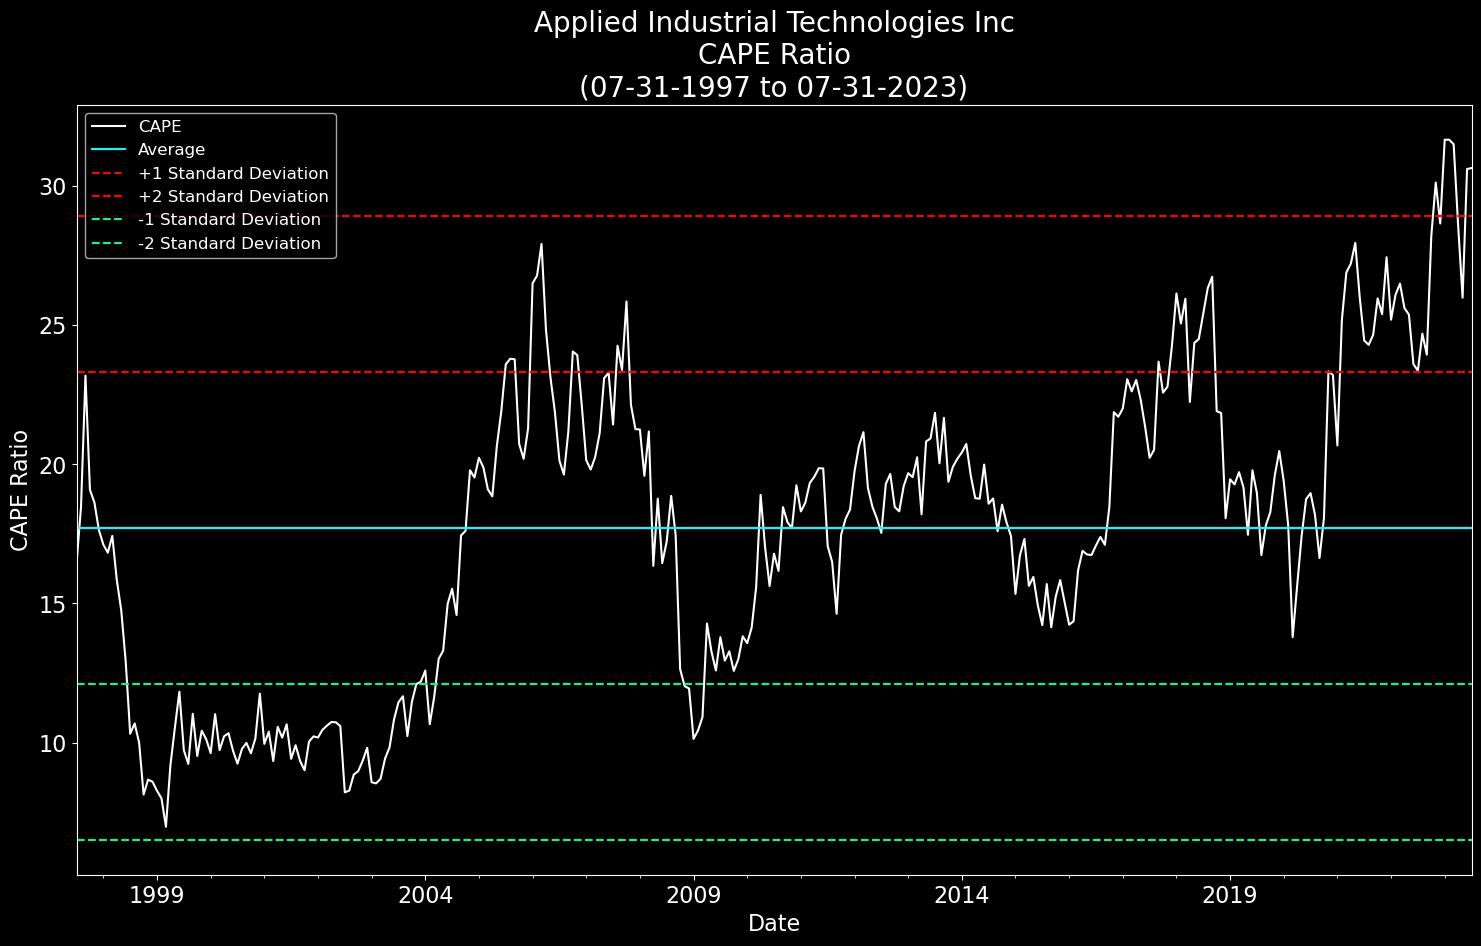 Applied Industrial Technologies Inc
CAPE Ratio
(07-31-1997 to 07-31-2023)
CAPE
Average
+1 Standard Deviation
+2 Standard Deviation
-1 Standard Deviation
-2 Standard Deviation
30
25
20
15
10
CAPE Ratio
1999
2004
2009
2014
2019
Date